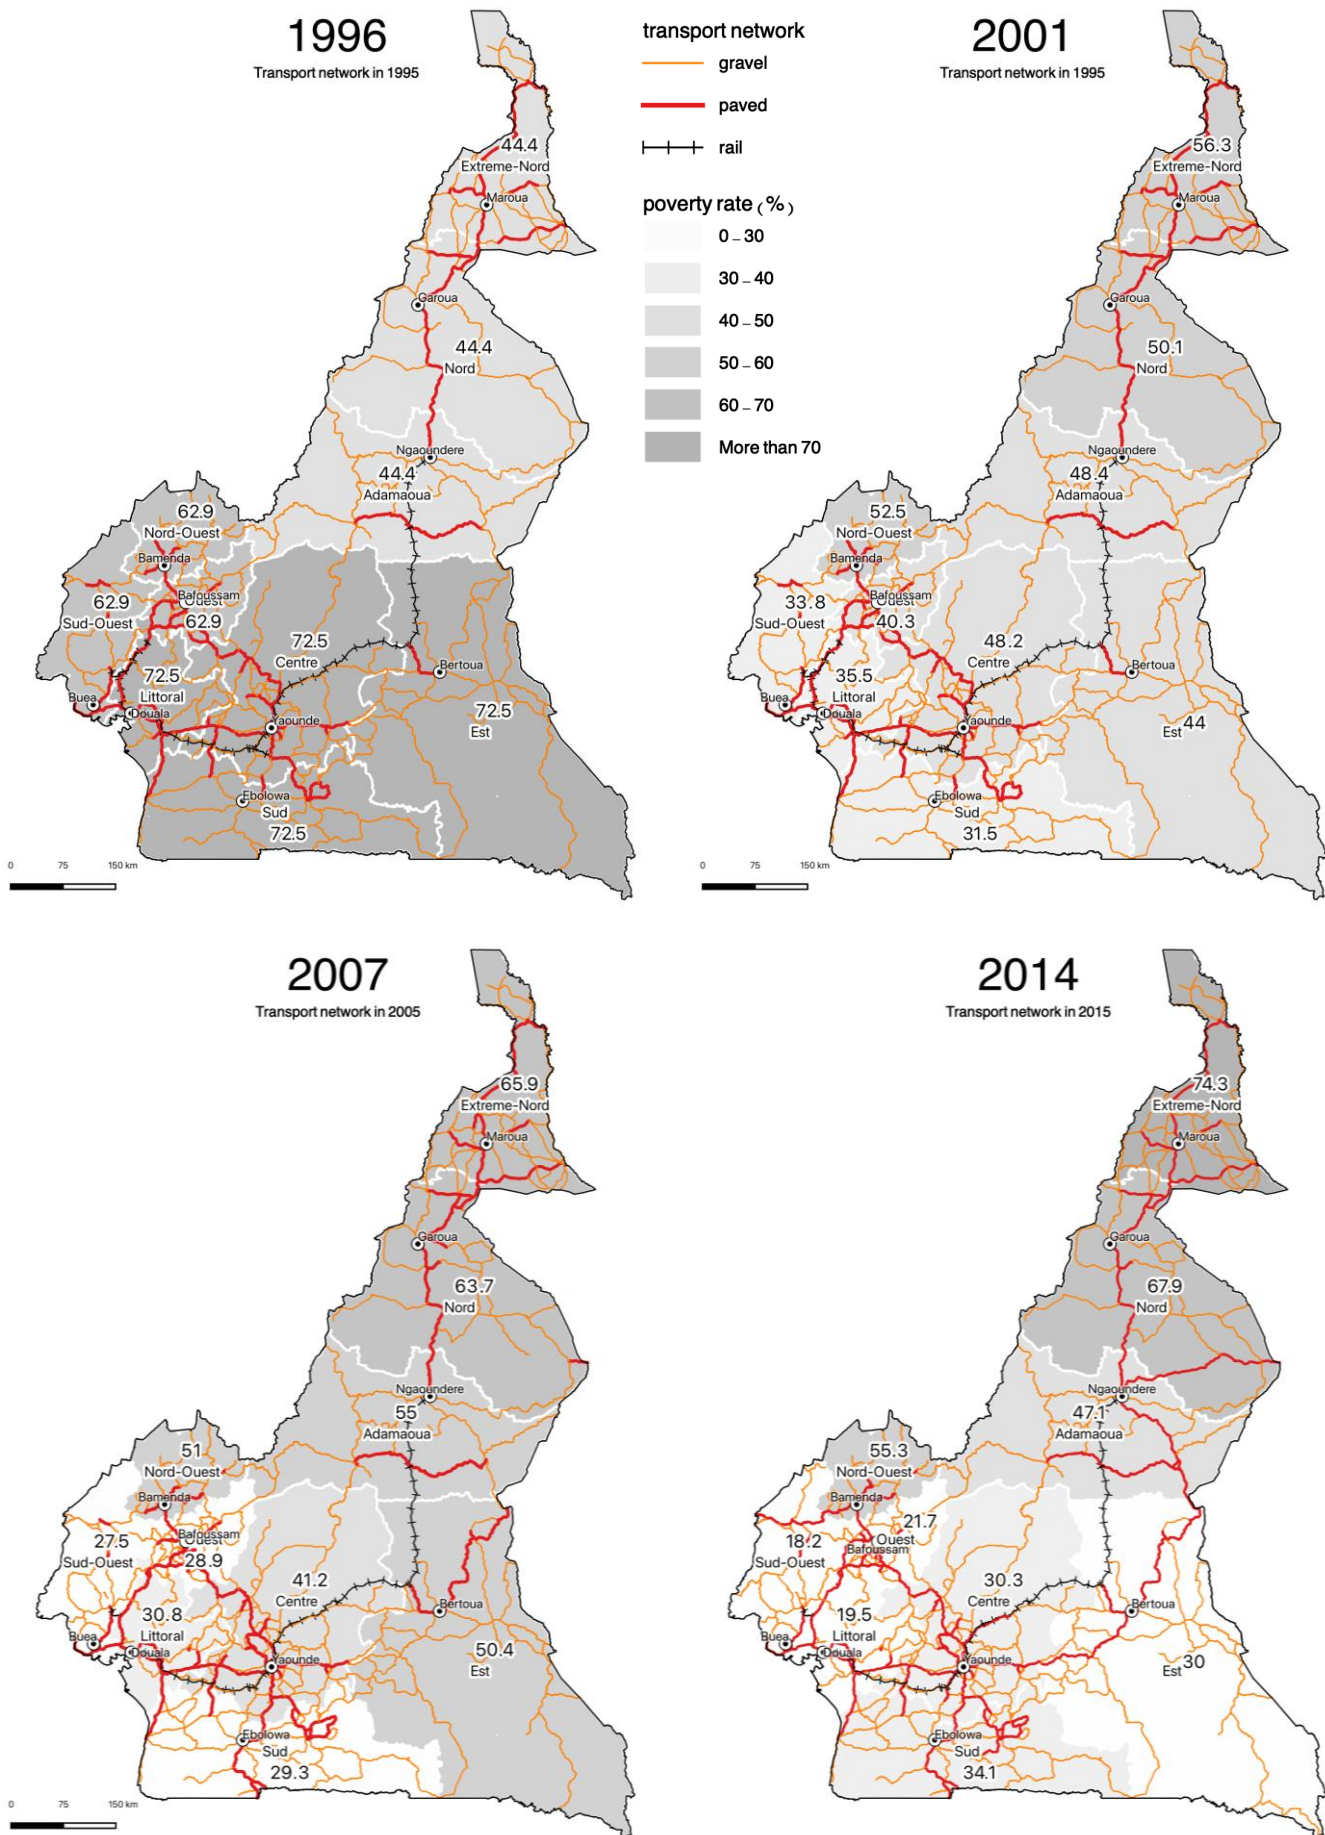 1996
Transport network in 1995
44.4
Extreme-Nord
Maroua
Garoua
44.4
Nord
Ngaoundere
44.4
Adamaoua
62.9
Nord-Ouest
Bamenda
62.9
Sud-Ouest
Bafoussam
Ouest
62.9
72.5
Centre
72.5
Littoral
Bertoua
Buea
Douala
Yaounde
72.5
Est
Ebolowa
Sud
72.5
0 75 150 km
transport network
gravel
paved
rail
poverty rate (%)
0 – 30
30 – 40
40 – 50
50 – 60
60 – 70
More than 70
2001
Transport network in 1995
56.3
Extreme-Nord
Maroua
Garoua
50.1
Nord
Ngaoundere
48.4
Adamaoua
52.5
Nord-Ouest
Bamenda
33.8
Sud-Ouest
Bafoussam
Ouest
40.3
48.2
Centre
35.5
Littoral
Bertoua
Buea
Douala
Yaounde
Est 44
Ebolowa
Sud
31.5
0 75 150 km
2007
Transport network in 2005
65.9
Extreme-Nord
Maroua
Garoua
63.7
Nord
Ngaoundere
55
Adamaoua
51
Nord-Ouest
Bamenda
27.5
Sud-Ouest
Bafoussam
Ouest
28.9
41.2
Centre
30.8
Littoral
Bertoua
Buea
Douala
Yaounde
50.4
Est
Ebolowa
Sud
29.3
0 75 150 km
2014
Transport network in 2015
74.3
Extreme-Nord
Maroua
Garoua
67.9
Nord
Ngaoundere
47.1
Adamaoua
55.3
Nord-Ouest
Bamenda
21.7
18.2
Sud-Ouest
Ouest
Bafoussam
30.3
Centre
19.5
Littoral
Bertoua
Buea
Douala
Yaounde
Est 30
Ebolowa
Sud
34.1